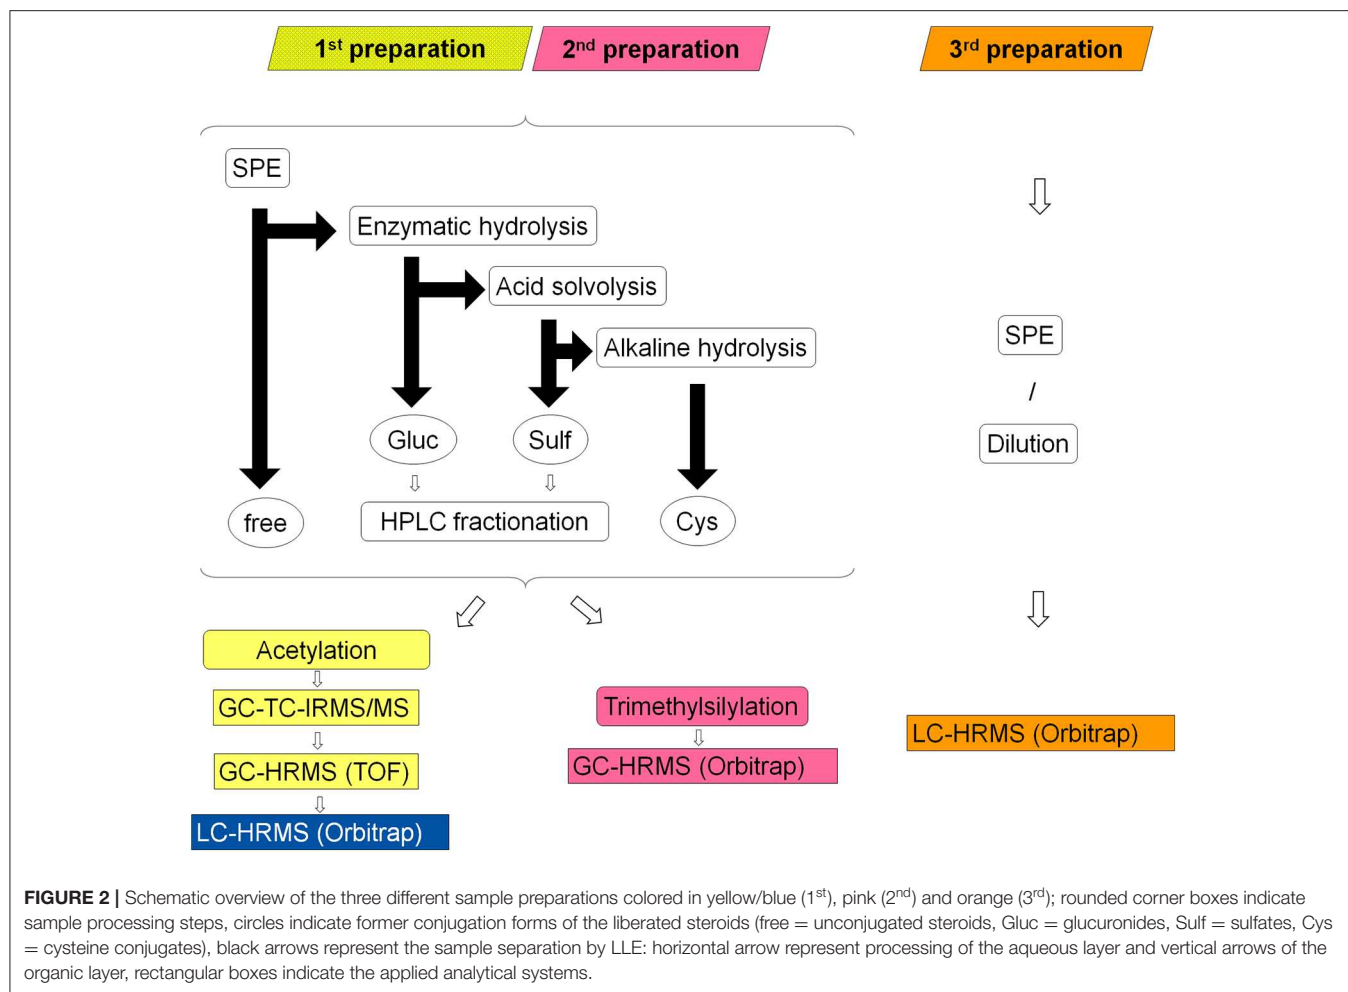 1st preparation
2nd preparation
3rd preparation
SPE
Enzymatic hydrolysis
Acid solvolysis
Alkaline hydrolysis
SPE
/
Dilution
Gluc
Sulf
free
HPLC fractionation
Cys
Acetylation
GC-TC-IRMS/MS
Trimethylsilylation
LC-HRMS (Orbitrap)
GC-HRMS (TOF)
GC-HRMS (Orbitrap)
LC-HRMS (Orbitrap)
FIGURE 2 | Schematic overview of the three different sample preparations colored in yellow/blue (1st), pink (2nd) and orange (3rd); rounded corner boxes indicate
sample processing steps, circles indicate former conjugation forms of the liberated steroids (free = unconjugated steroids, Gluc = glucuronides, Sulf = sulfates, Cys
= cysteine conjugates), black arrows represent the sample separation by LLE: horizontal arrow represent processing of the aqueous layer and vertical arrows of the
organic layer, rectangular boxes indicate the applied analytical systems.